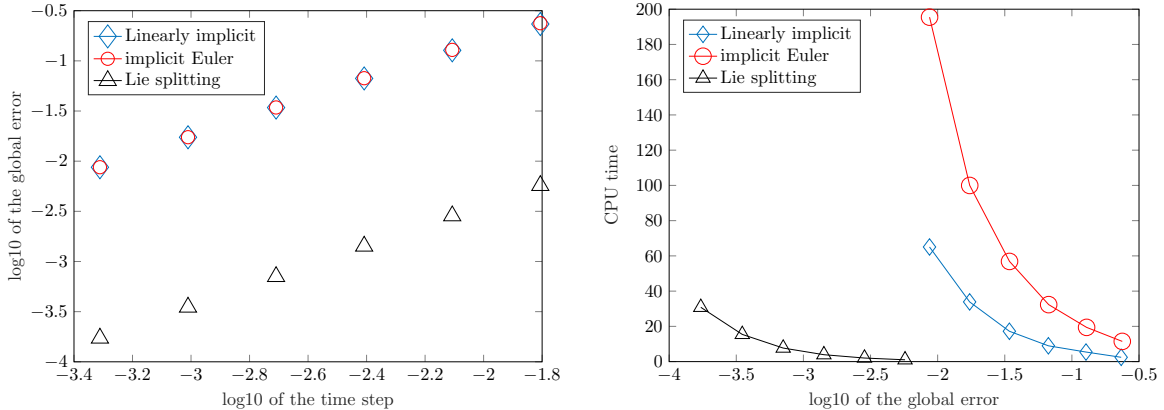 −0.5
−1
−1.5
−2
−2.5
−3
−3.5
−4
log10 of the global error
Linearly implicit
implicit Euler
Lie splitting
−3.4 −3.2 −3 −2.8 −2.6 −2.4 −2.2 −2 −1.8
log10 of the time step
200
180
160
140
120
100
80
60
40
20
0
CPU time
Linearly implicit
implicit Euler
Lie splitting
−4 −3.5 −3 −2.5 −2 −1.5 −1 −0.5
log10 of the global error